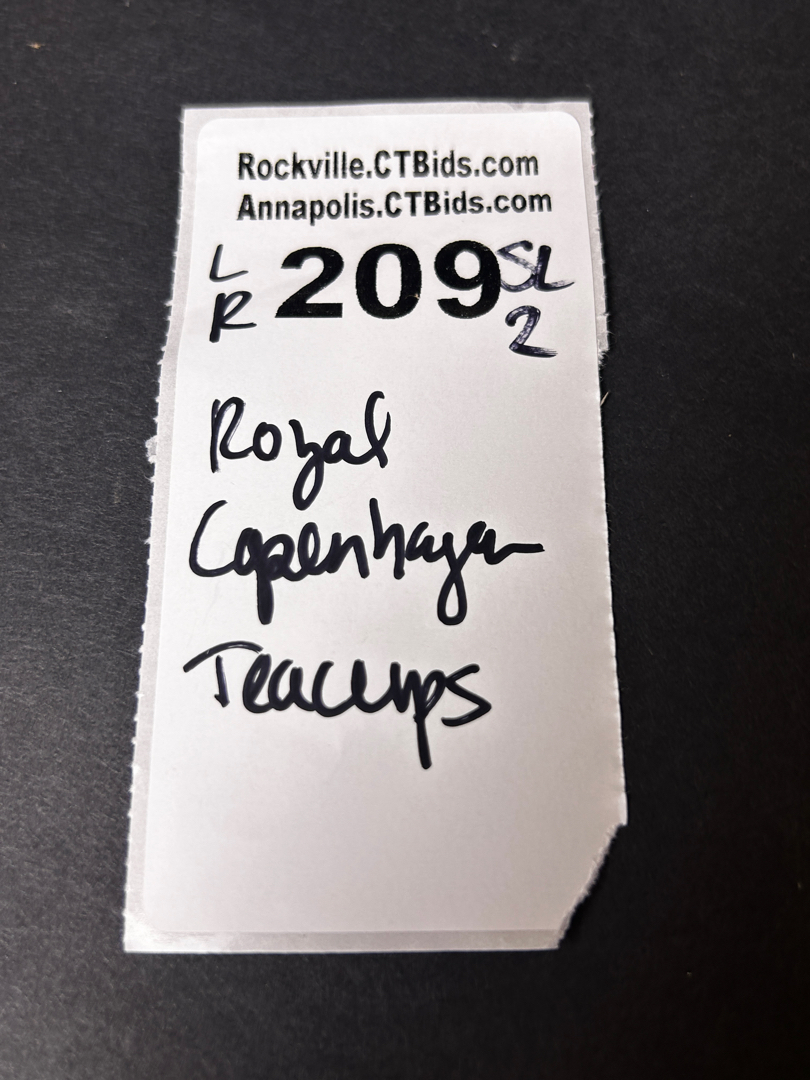 Rockville.CTBids.com
Annapolis.CTBids.com
L 209 SL
R 2
Royal
Copenhagen
Teacups